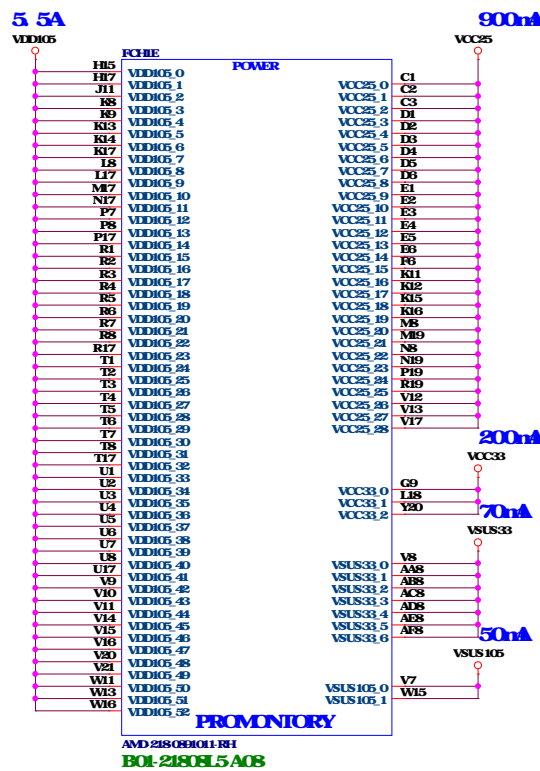 5.5A
VDD105
900mA
VCC25
FCH1E
POWER
H15 VDD105_0
H17 VDD105_1
J11 VDD105_2
K8 VDD105_3
K9 VDD105_4
K13 VDD105_5
K14 VDD105_6
K17 VDD105_7
L8 VDD105_8
L17 VDD105_9
M17 VDD105_10
N17 VDD105_11
P7 VDD105_12
P8 VDD105_13
P17 VDD105_14
R1 VDD105_15
R2 VDD105_16
R3 VDD105_17
R4 VDD105_18
R5 VDD105_19
R6 VDD105_20
R7 VDD105_21
R8 VDD105_22
R17 VDD105_23
T1 VDD105_24
T2 VDD105_25
T3 VDD105_26
T4 VDD105_27
T5 VDD105_28
T6 VDD105_29
T7 VDD105_30
T8 VDD105_31
T17 VDD105_32
U1 VDD105_33
U2 VDD105_34
U3 VDD105_35
U4 VDD105_36
U5 VDD105_37
U6 VDD105_38
U7 VDD105_39
U8 VDD105_40
U17 VDD105_41
V9 VDD105_42
V10 VDD105_43
V11 VDD105_44
V14 VDD105_45
V15 VDD105_46
V16 VDD105_47
V20 VDD105_48
V21 VDD105_49
W11 VDD105_50
W13 VDD105_51
W16 VDD105_52
VCC25_0 C1
VCC25_1 C2
VCC25_2 C3
VCC25_3 D1
VCC25_4 D2
VCC25_5 D3
VCC25_6 D4
VCC25_7 D5
VCC25_8 D6
VCC25_9 E1
VCC25_10 E2
VCC25_11 E3
VCC25_12 E4
VCC25_13 E5
VCC25_14 E6
VCC25_15 F6
VCC25_16 K11
VCC25_17 K12
VCC25_18 K15
VCC25_19 K16
VCC25_20 M8
VCC25_21 M19
VCC25_22 N8
VCC25_23 N19
VCC25_24 P19
VCC25_25 R19
VCC25_26 V12
VCC25_27 V13
VCC25_28 V17
200mA
VCC33
VCC33_0 G9
VCC33_1 L18
VCC33_2 Y20
70mA
VSUS33
VSUS33_0 V8
VSUS33_1 AA8
VSUS33_2 AB8
VSUS33_3 AC8
VSUS33_4 AD8
VSUS33_5 AE8
VSUS33_6 AF8
50mA
VSUS105
VSUS105_0 V7
VSUS105_1 W15
PROMONTORY
AMD-218-0891011-RH
B01-21808L5-A08